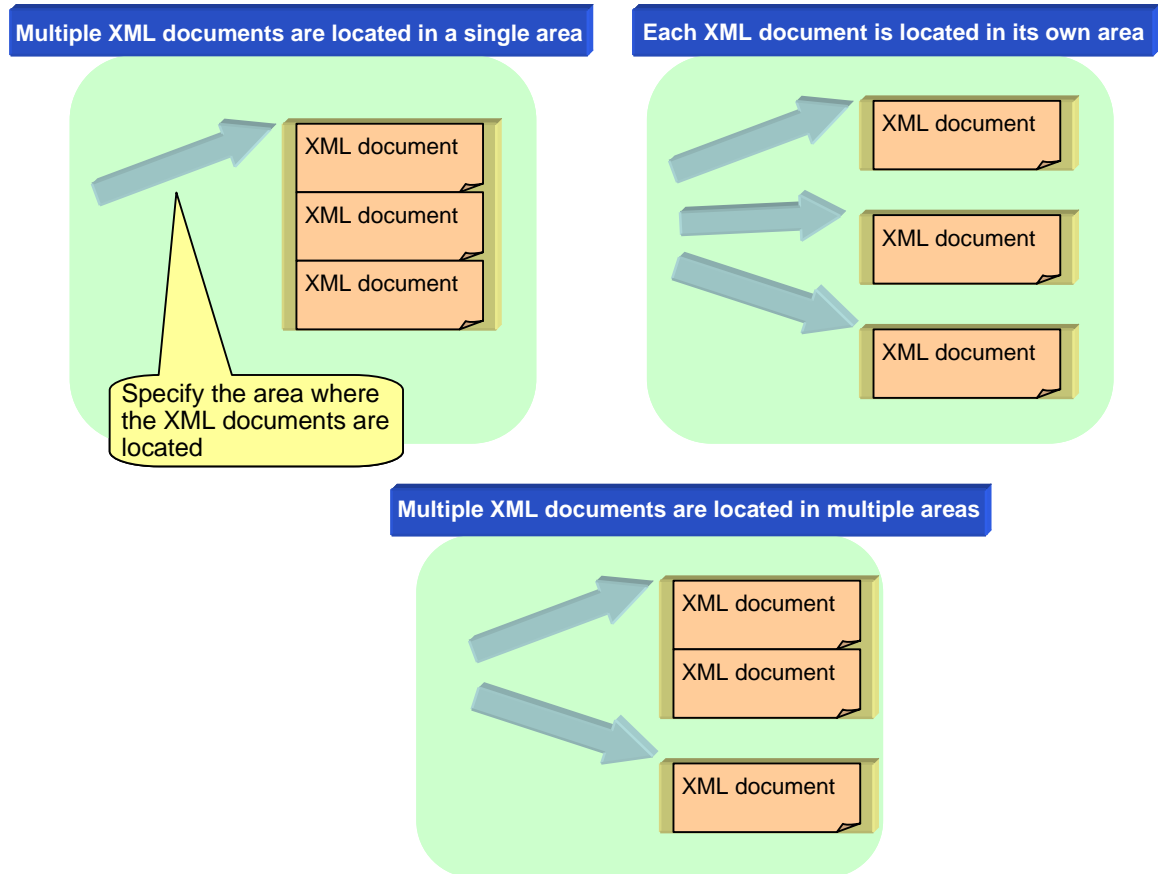 Multiple XML documents are located in a single area
XML document
XML document
XML document
Specify the area where
the XML documents are
located
Each XML document is located in its own area
XML document
XML document
XML document
Multiple XML documents are located in multiple areas
XML document
XML document
XML document